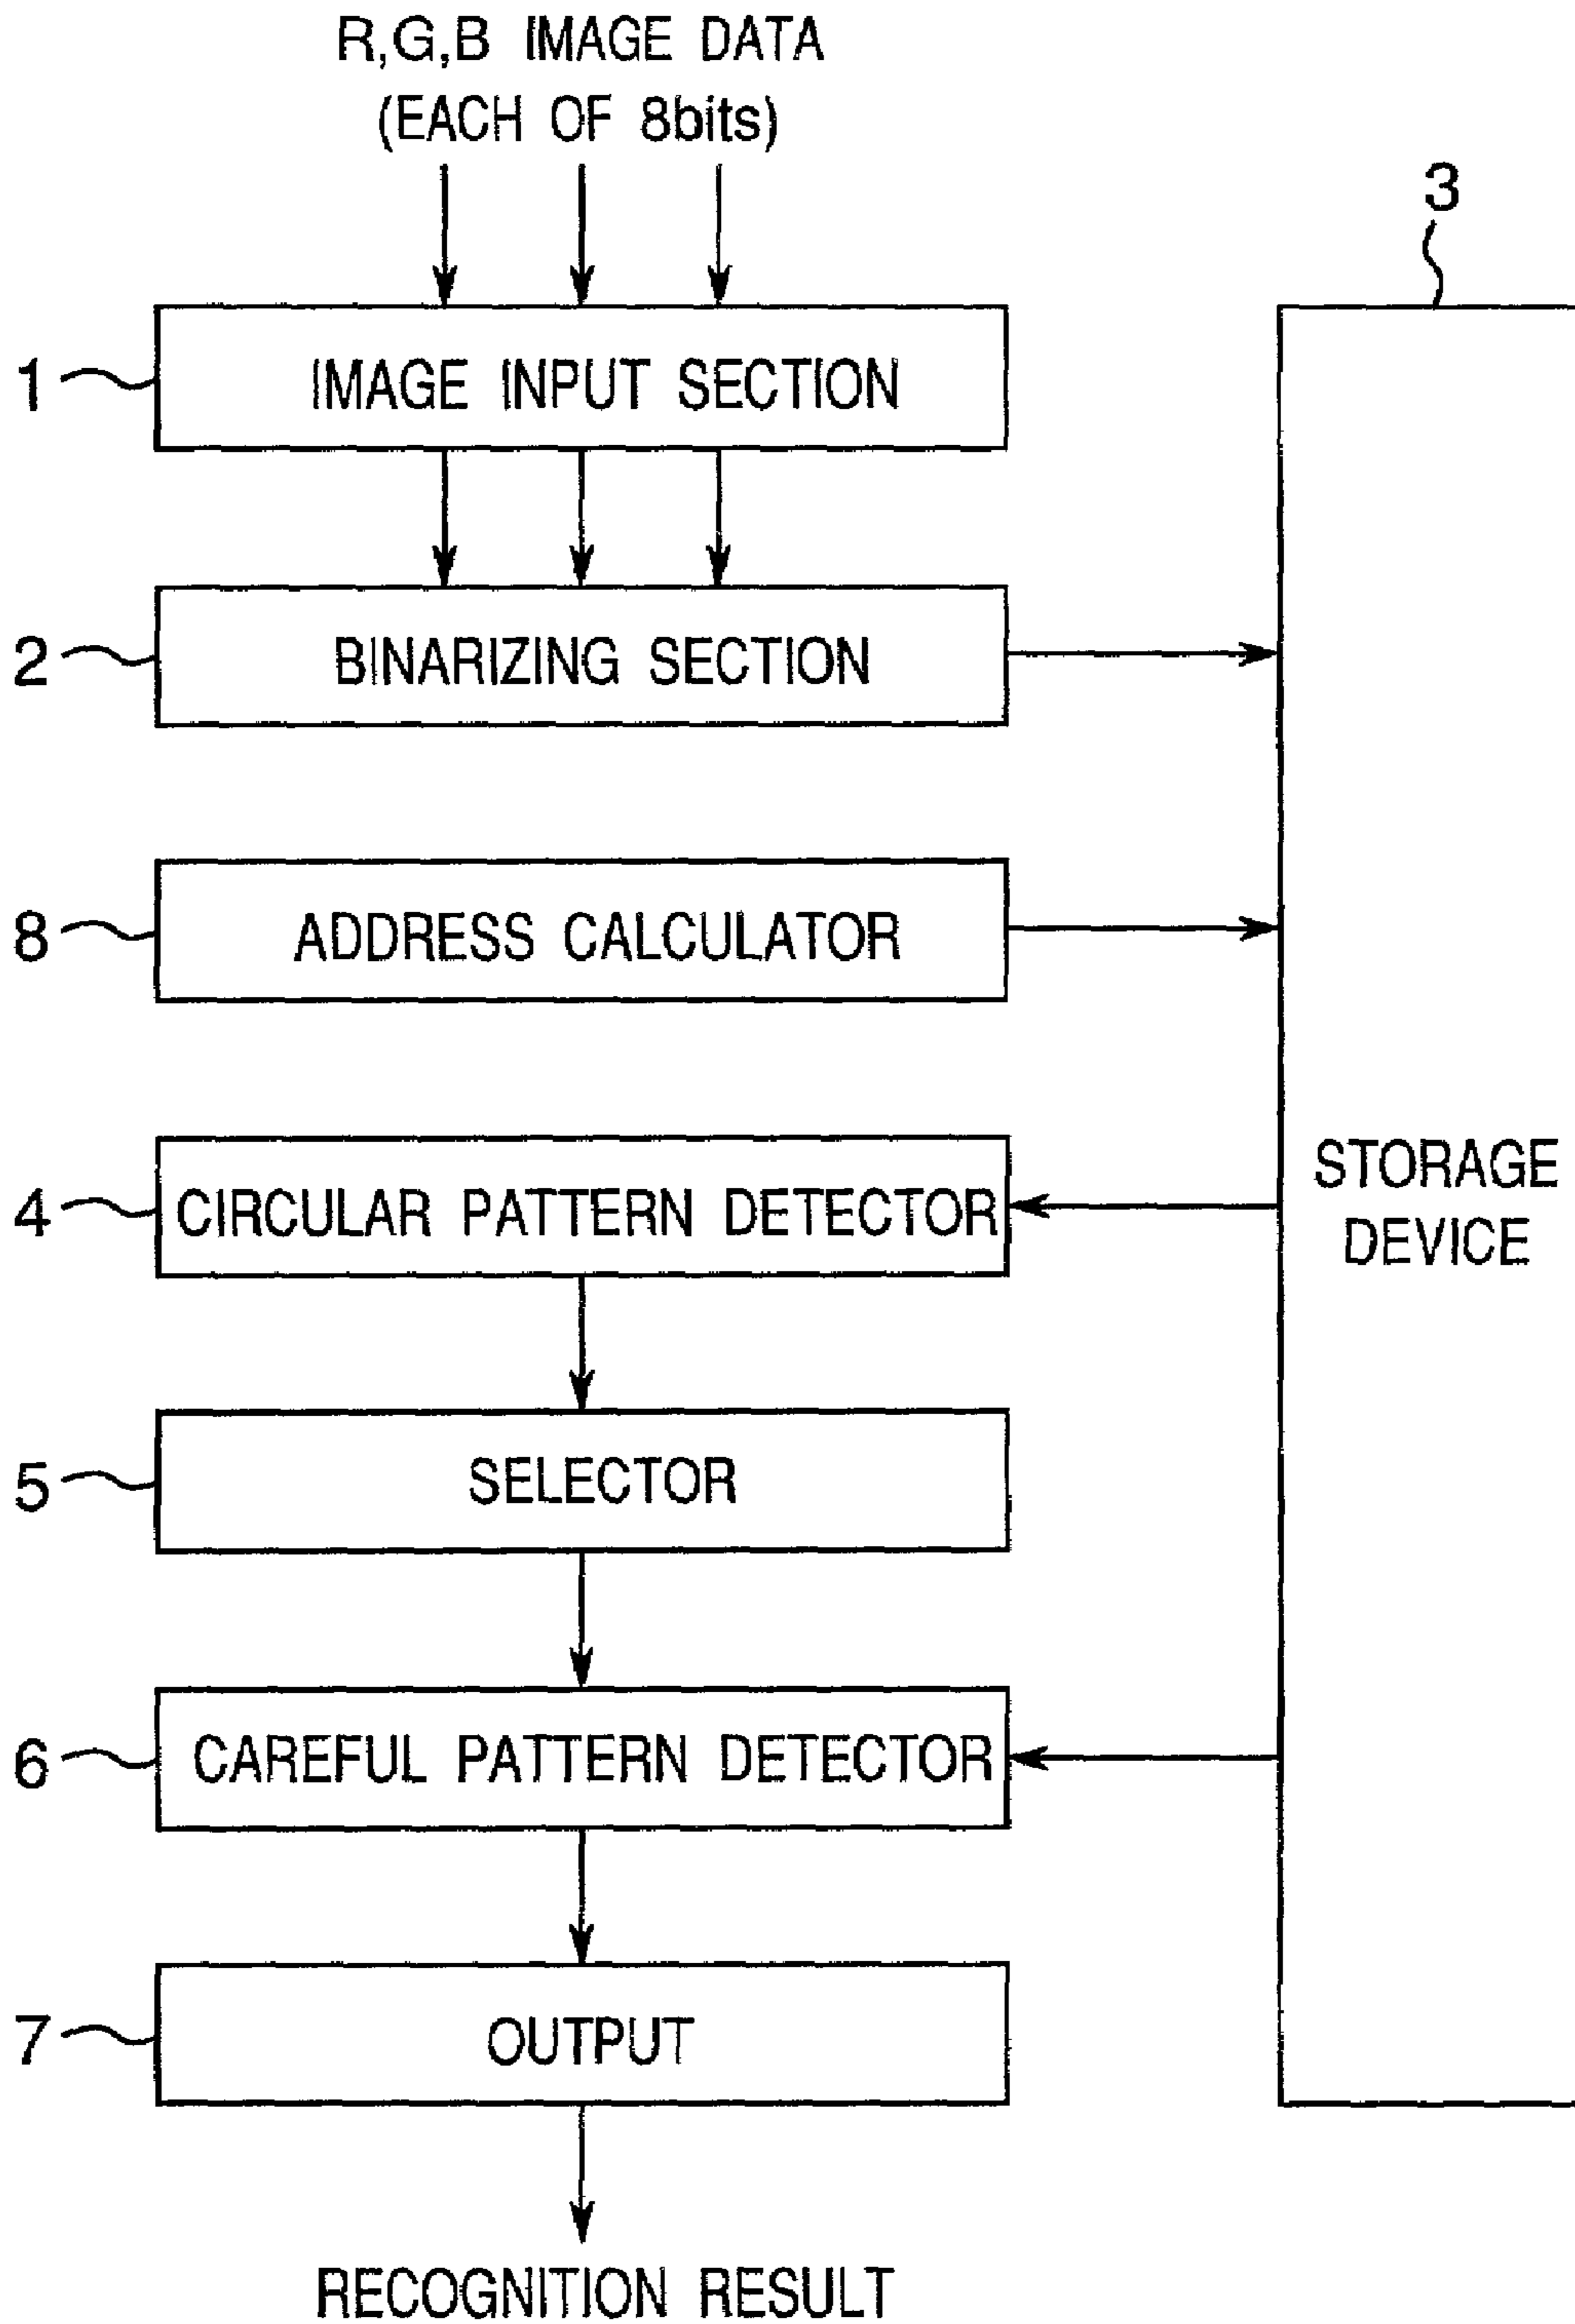 R,G,B IMAGE DATA
(EACH OF 8bits)
3
1
IMAGE INPUT SECTION
2
BINARIZING SECTION
8
ADDRESS CALCULATOR
4
CIRCULAR PATTERN DETECTOR
STORAGE
DEVICE
5
SELECTOR
6
CAREFUL PATTERN DETECTOR
7
OUTPUT
RECOGNITION RESULT